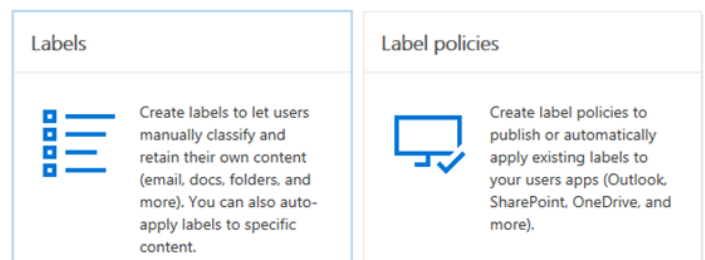 Labels
Create labels to let users
manually classify and
retain their own content
(email, docs, folders, and
more). You can also auto-
apply labels to specific
content.
Label policies
Create label policies to
publish or automatically
apply existing labels to
your users apps (Outlook,
SharePoint, OneDrive, and
more).